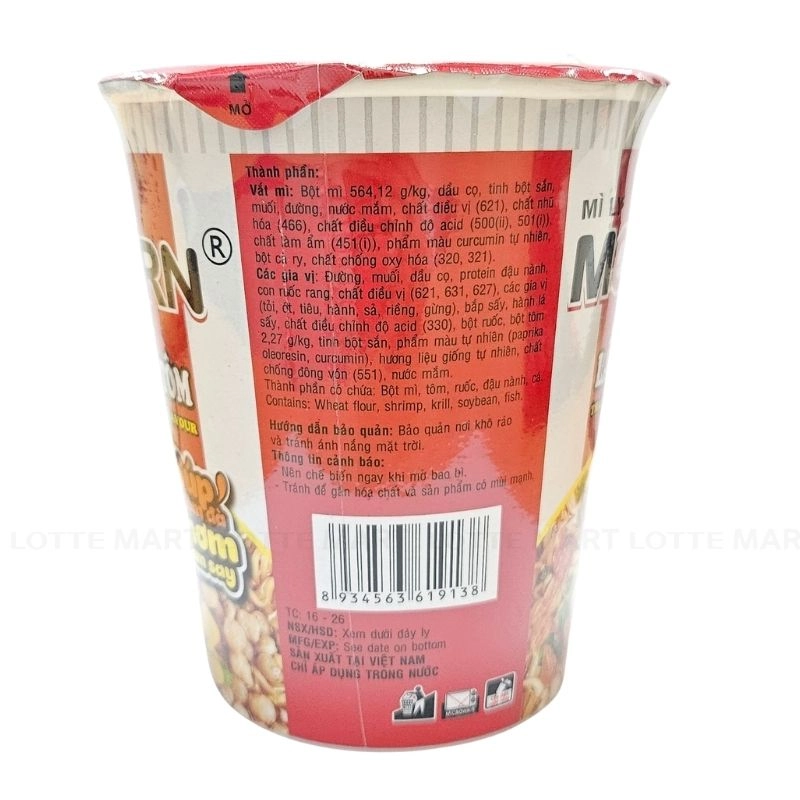 MỞ
RN®
MÌ LY
M
TÔM
OUR
Thành phần:
Vắt mì: Bột mì 564,12 g/kg, dầu cọ, tinh bột sắn,
muối, đường, nước mắm, chất điều vị (621), chất nhũ
hóa (466), chất điều chỉnh độ acid (500(ii), 501(i)),
chất làm ẩm (451(i)), phẩm màu curcumin tự nhiên,
bột cà ry, chất chống oxy hóa (320, 321).
Các gia vị: Đường, muối, dầu cọ, protein đậu nành,
con ruốc rang, chất điều vị (621, 631, 627), các gia vị
(tỏi, ớt, tiêu, hành, sả, riềng, gừng), bắp sấy, hành lá
sấy, chất điều chỉnh độ acid (330), bột ruốc, bột tôm
2,27 g/kg, tinh bột sắn, phẩm màu tự nhiên (paprika
oleoresin, curcumin), hương liệu giống tự nhiên, chất
chống đông vón (551), nước mắm.
Thành phần có chứa: Bột mì, tôm, ruốc, đậu nành, cá.
Contains: Wheat flour, shrimp, krill, soybean, fish.
Hướng dẫn bảo quản: Bảo quản nơi khô ráo
và tránh ánh nắng mặt trời.
Thông tin cảnh báo:
- Nên chế biến ngay khi mở bao bì.
- Tránh để gần hóa chất và sản phẩm có mùi mạnh.
úp!
ôm
say
LOTTE MART LOTTE MART LOTTE MAR
8 934563 619138
TC: 16 - 26
NSX/HSD: Xem dưới đáy ly
MFG/EXP: See date on bottom
SẢN XUẤT TẠI VIỆT NAM
CHỈ ÁP DỤNG TRONG NƯỚC
MICROWAVE